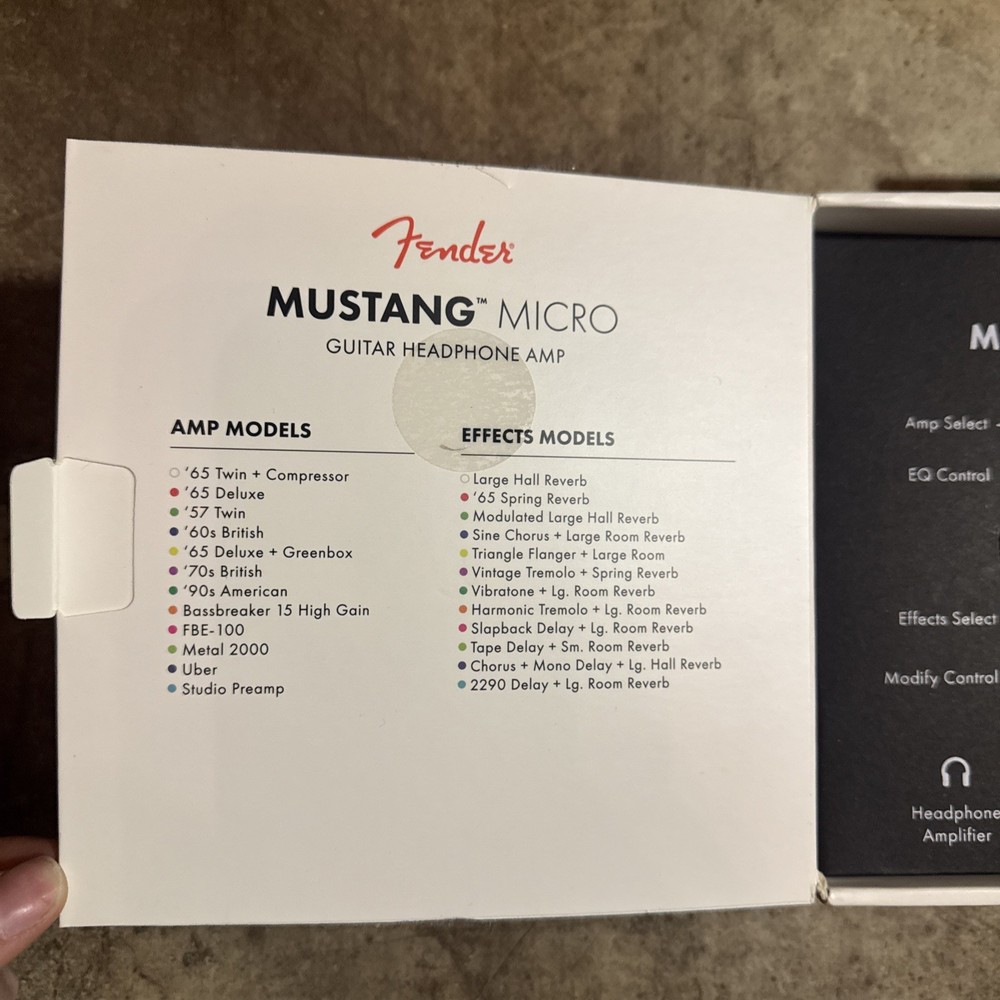 Fender®
MUSTANG™ MICRO
GUITAR HEADPHONE AMP
AMP MODELS
‘65 Twin + Compressor
‘65 Deluxe
‘57 Twin
‘60s British
‘65 Deluxe + Greenbox
‘70s British
‘90s American
Bassbreaker 15 High Gain
FBE-100
Metal 2000
Uber
Studio Preamp
EFFECTS MODELS
Large Hall Reverb
‘65 Spring Reverb
Modulated Large Hall Reverb
Sine Chorus + Large Room Reverb
Triangle Flanger + Large Room
Vintage Tremolo + Spring Reverb
Vibratone + Lg. Room Reverb
Harmonic Tremolo + Lg. Room Reverb
Slapback Delay + Lg. Room Reverb
Tape Delay + Sm. Room Reverb
Chorus + Mono Delay + Lg. Hall Reverb
2290 Delay + Lg. Room Reverb
M
Amp Select -
EQ Control
Effects Select
Modify Control
Headphone
Amplifier